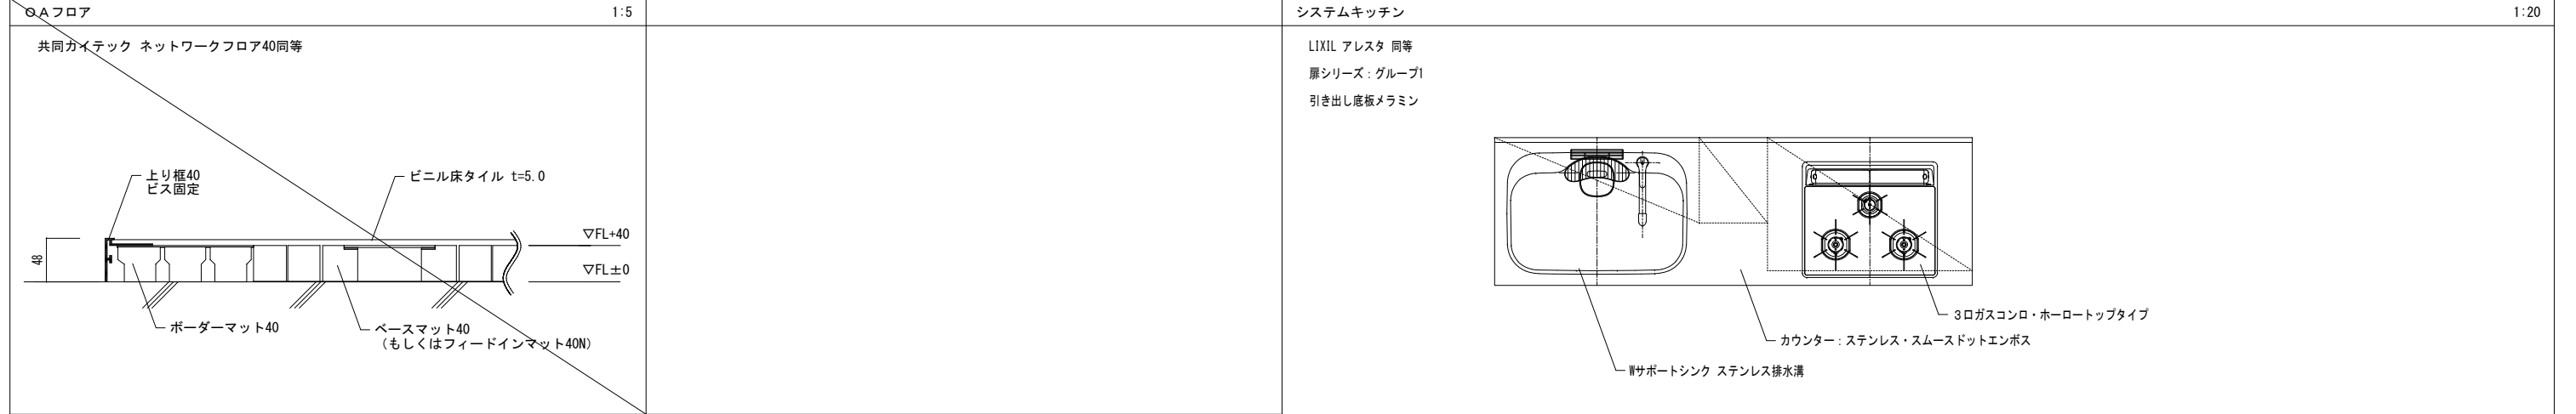 ＯＡフロア 1:5
共同カイテック ネットワークフロア40同等
上り框40
ビス固定
ビニル床タイル t=5.0
▽FL+40
48
▽FL±0
ボーダーマット40
ベースマット40
（もしくはフィードインマット40N）
システムキッチン 1:20
LIXIL アレスタ 同等
扉シリーズ：グループ1
引き出し底板メラミン
３口ガスコンロ・ホーロートップタイプ
カウンター：ステンレス・スムースドットエンボス
Wサポートシンク ステンレス排水溝